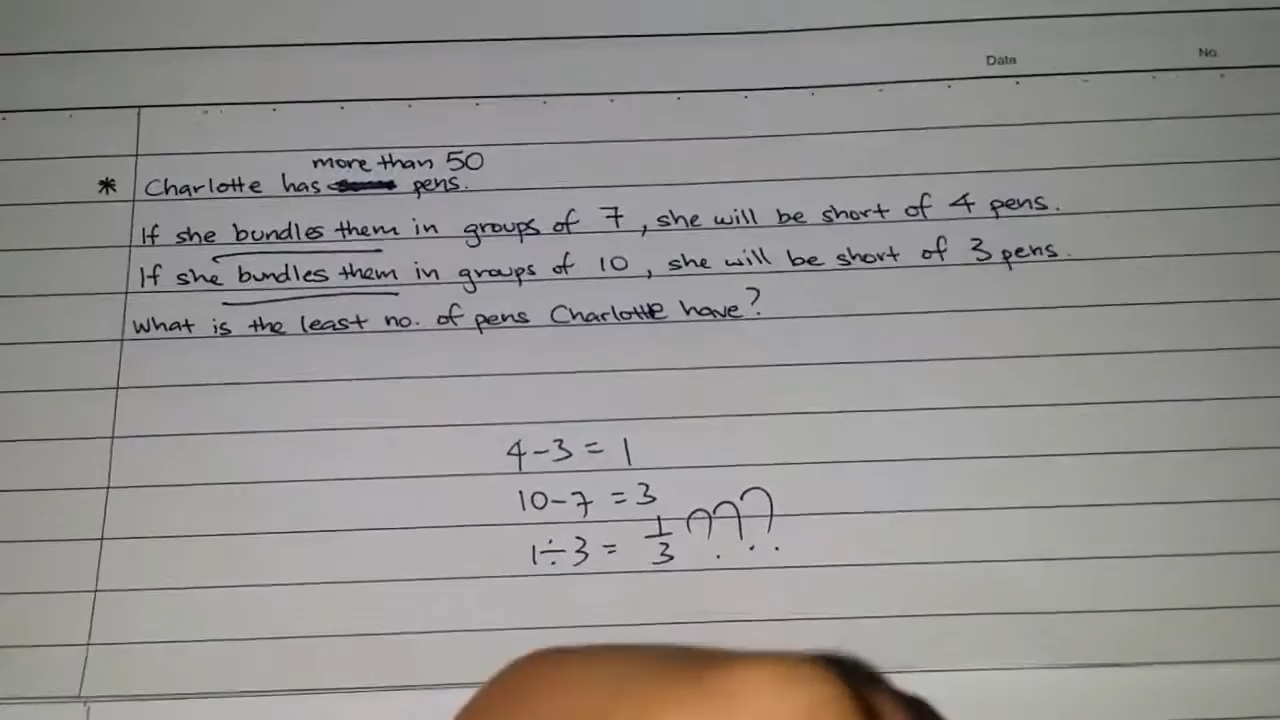 Date
No.
more than 50
* Charlotte has pens.
If she bundles them in groups of 7, she will be short of 4 pens.
If she bundles them in groups of 10, she will be short of 3 pens.
What is the least no. of pens Charlotte have?
4-3 = 1
10-7 = 3
1÷3 = 1/3 ???